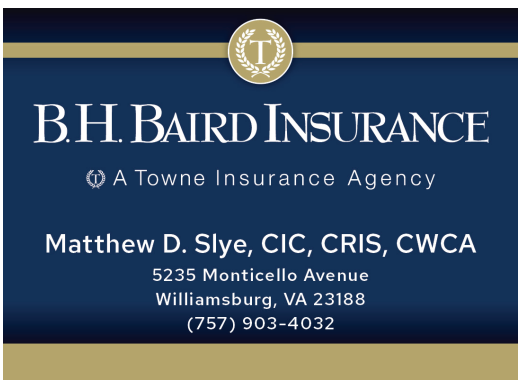 T
B.H. BAIRD INSURANCE
T A Towne Insurance Agency
Matthew D. Slye, CIC, CRIS, CWCA
5235 Monticello Avenue
Williamsburg, VA 23188
(757) 903-4032